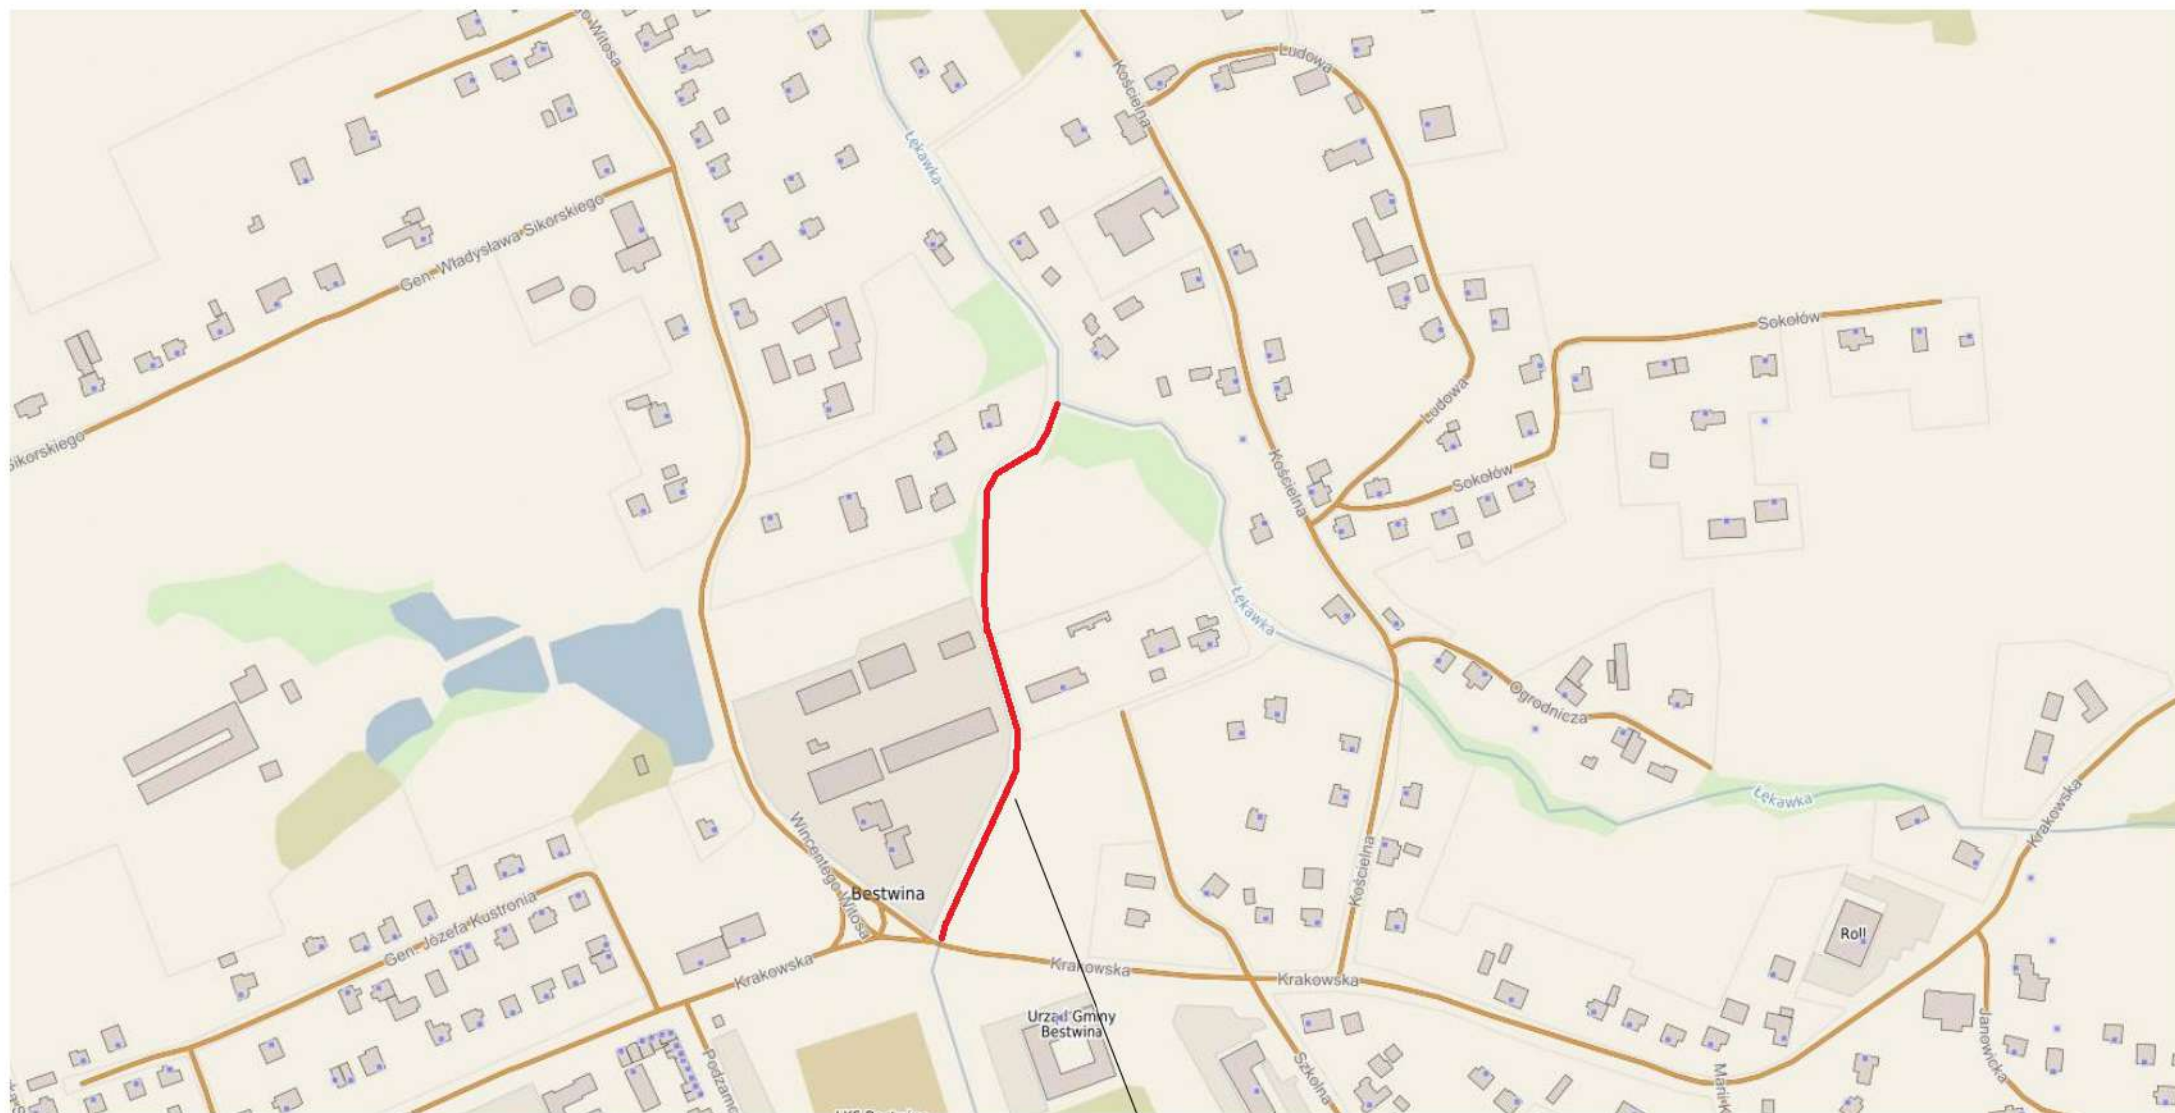 Witosa
Ludowa
Kościelna
Łękawka
Gen. Władysława Sikorskiego
Sokołów
Ludowa
Sikorskiego
Kościelna
Sokołów
Łękawka
Ogrodnicza
Łękawka
Krakowska
Wincentego Witosa
Kościelna
Bestwina
Gen. Józefa Kustronia
Roll
Krakowska
Krakowska
Krakowska
Urząd Gminy
Bestwina
Janowicka
Szkolna